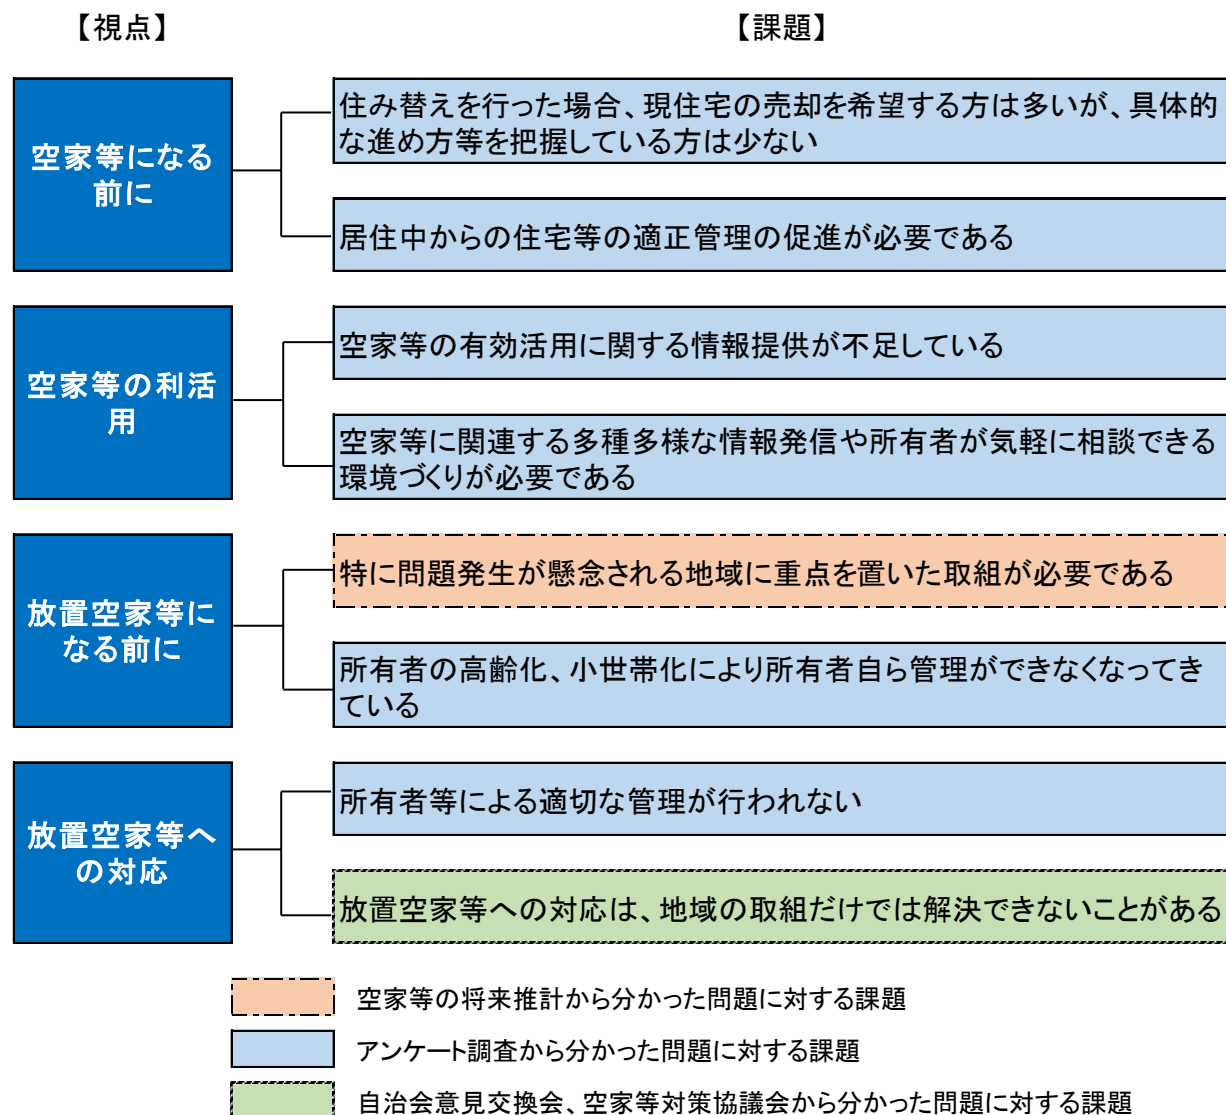 【視点】
【課題】
空家等になる
前に
住み替えを行った場合、現住宅の売却を希望する方は多いが、具体的
な進め方等を把握している方は少ない
居住中からの住宅等の適正管理の促進が必要である
空家等の利活
用
空家等の有効活用に関する情報提供が不足している
空家等に関連する多種多様な情報発信や所有者が気軽に相談できる
環境づくりが必要である
放置空家等に
なる前に
特に問題発生が懸念される地域に重点を置いた取組が必要である
所有者の高齢化、小世帯化により所有者自ら管理ができなくなってき
ている
放置空家等へ
の対応
所有者等による適切な管理が行われない
放置空家等への対応は、地域の取組だけでは解決できないことがある
空家等の将来推計から分かった問題に対する課題
アンケート調査から分かった問題に対する課題
自治会意見交換会、空家等対策協議会から分かった問題に対する課題